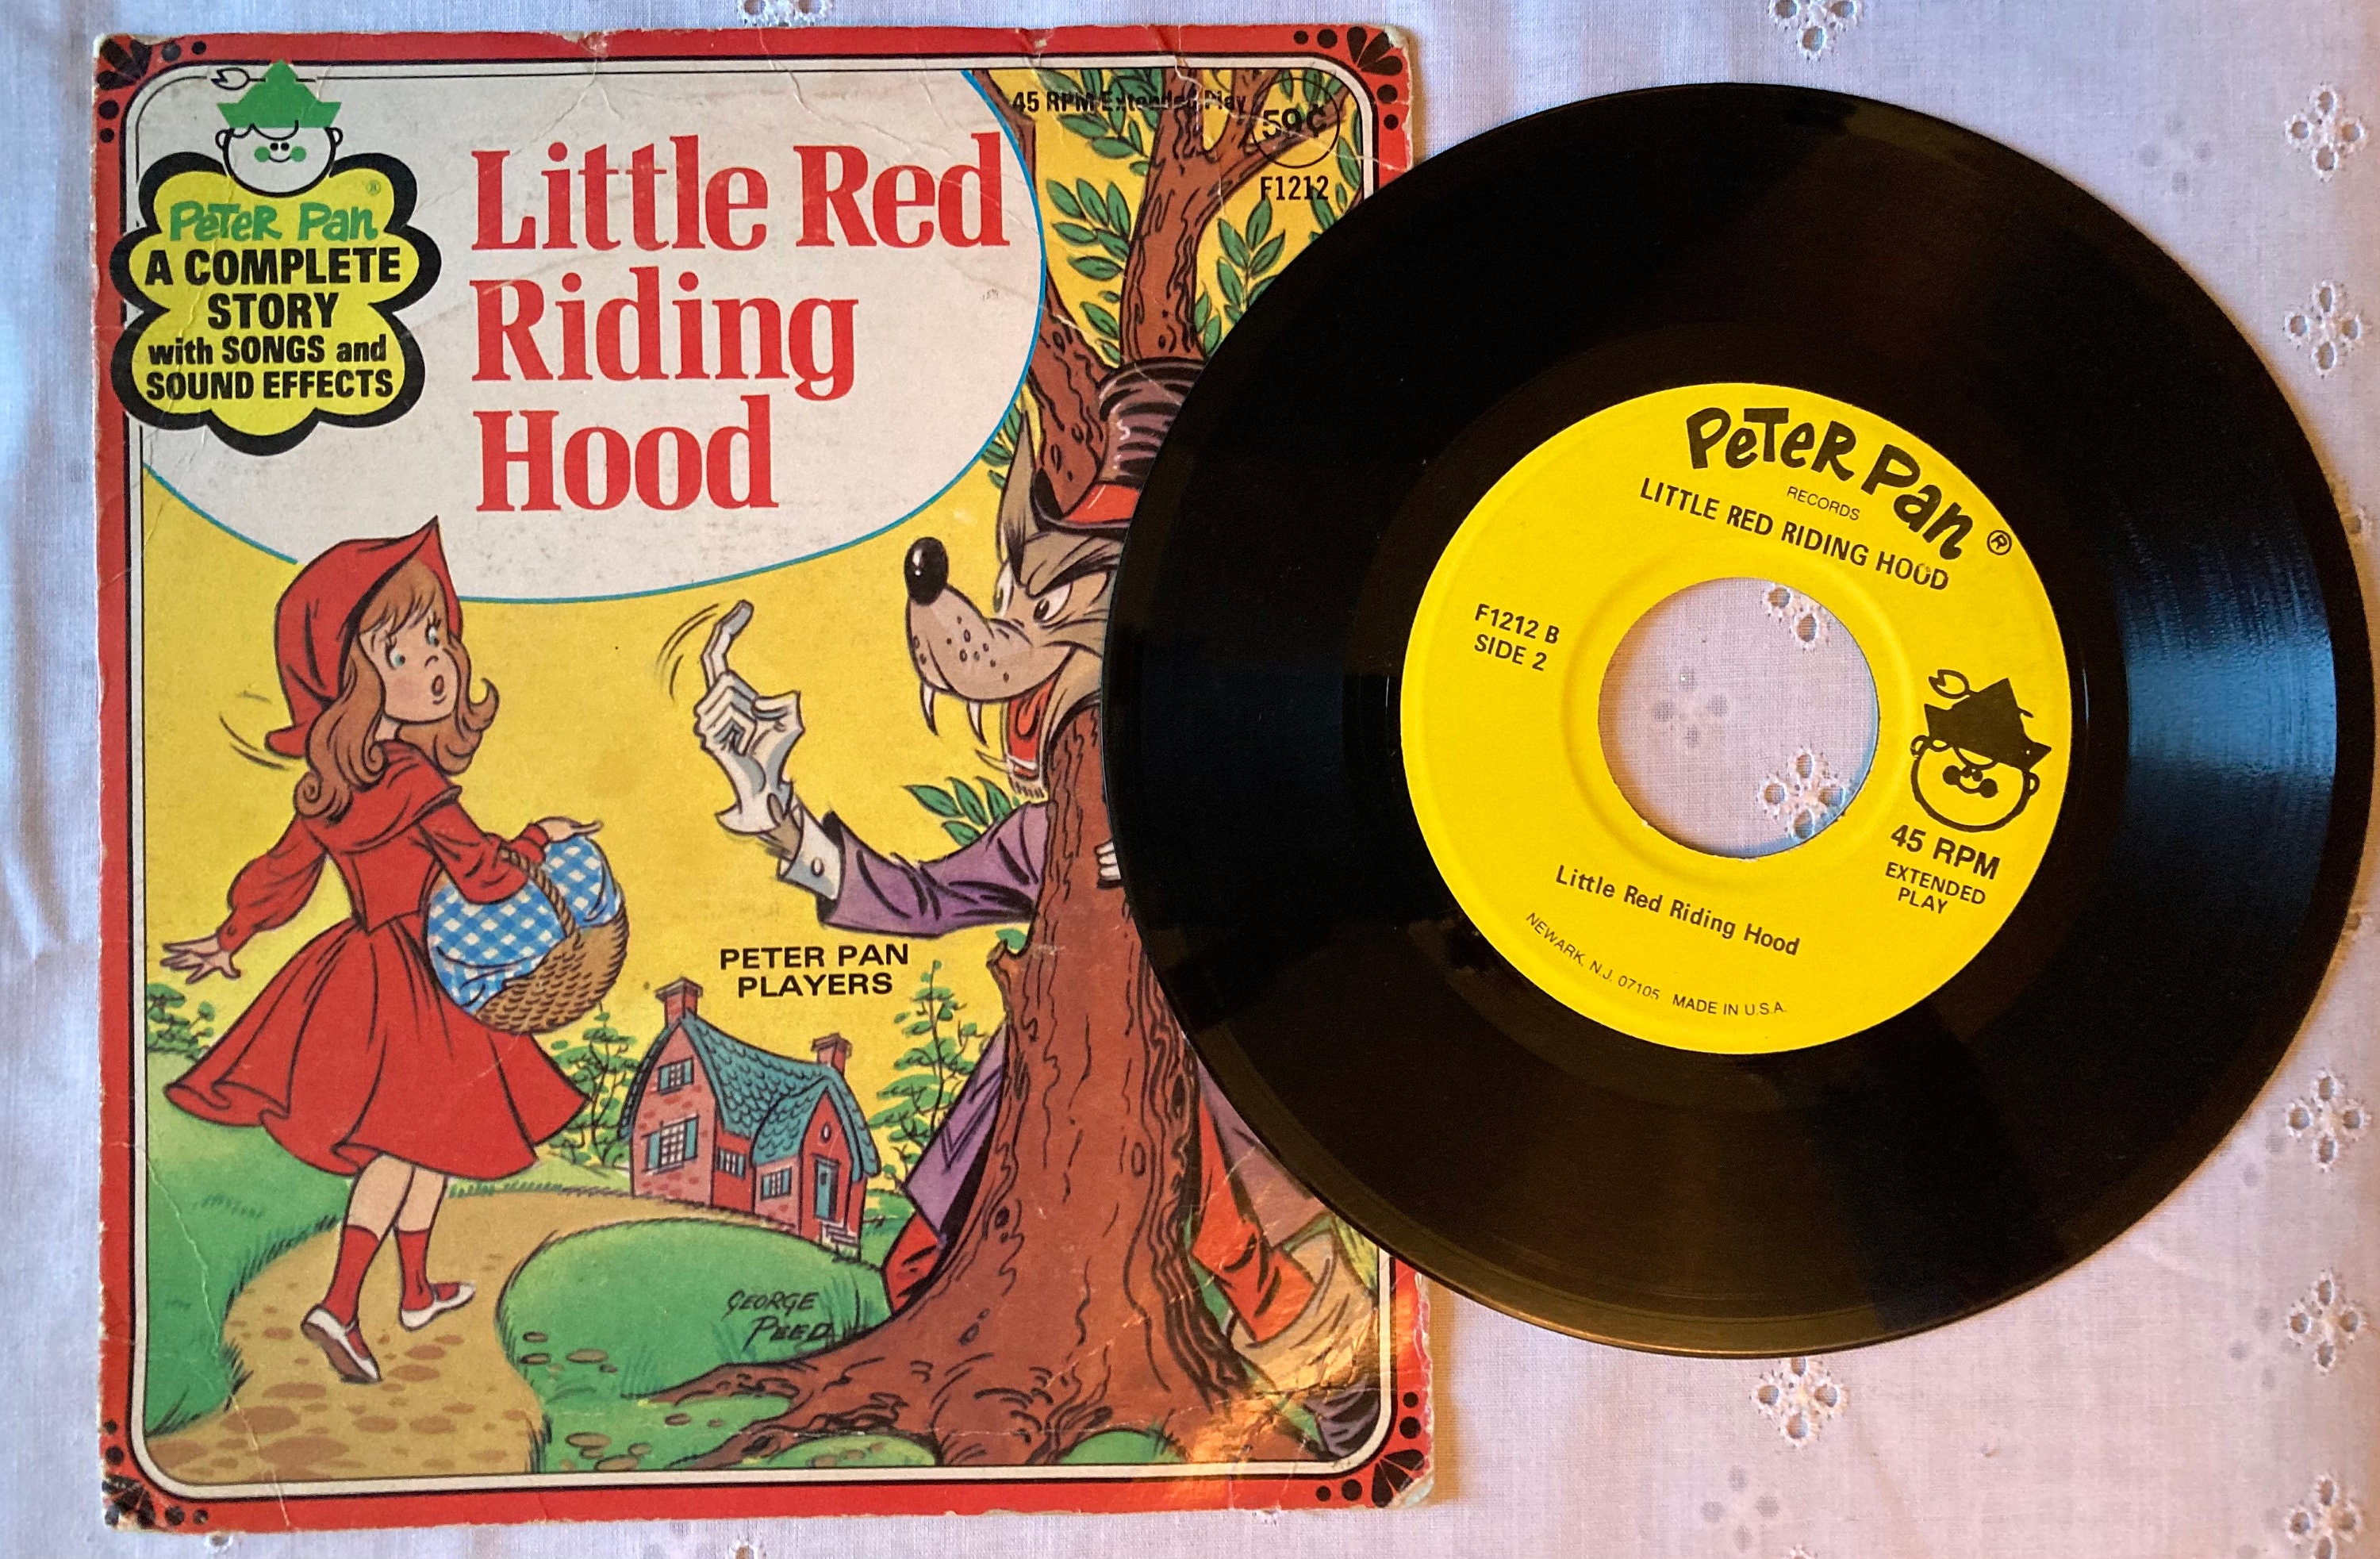 Peter Pan ®
A COMPLETE
STORY
with SONGS and
SOUND EFFECTS
Little Red
Riding
Hood
45 RPM Extended Play
59¢
F1212
PETER PAN
PLAYERS
GEORGE
PEED
Peter Pan ®
RECORDS
LITTLE RED RIDING HOOD
F1212 B
SIDE 2
45 RPM
EXTENDED
PLAY
Little Red Riding Hood
NEWARK, N.J. 07105 MADE IN U.S.A.